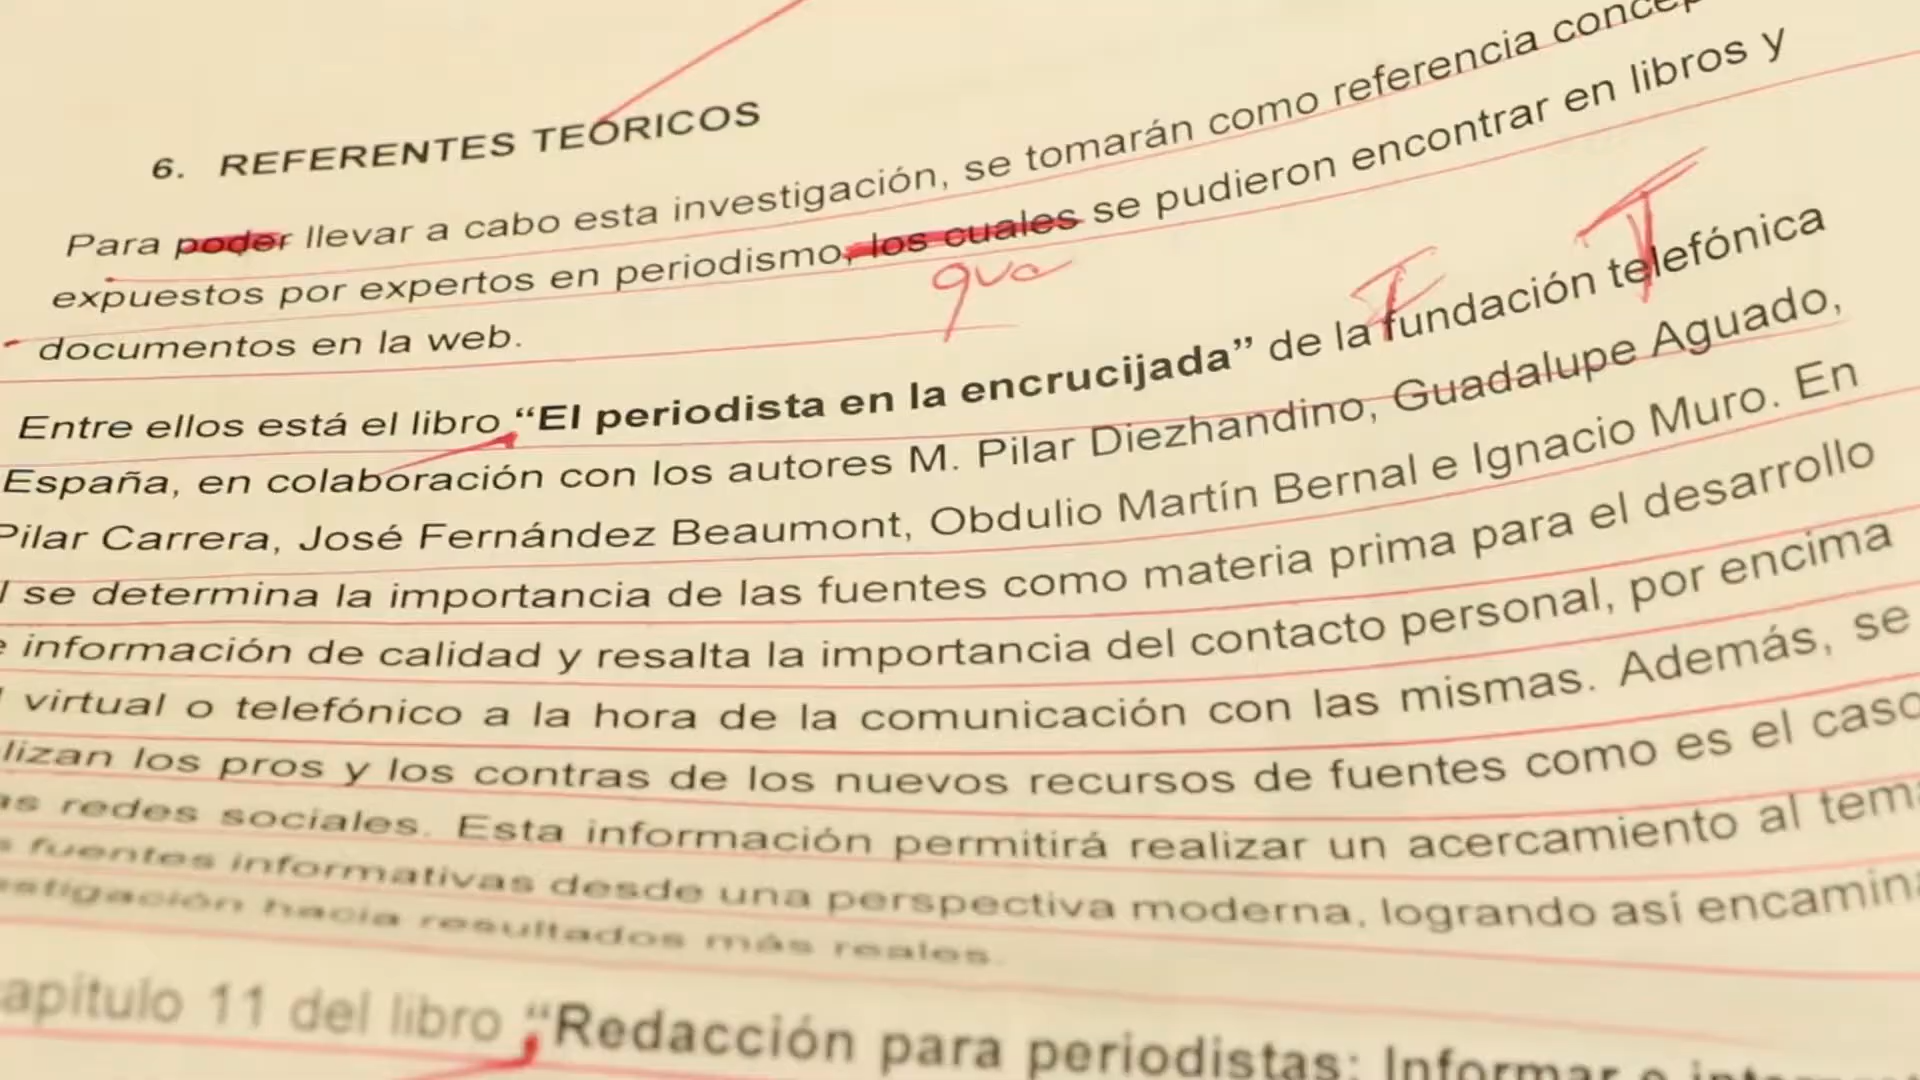 6. REFERENTES TEÓRICOS
Para poder llevar a cabo esta investigación, se tomarán como referencia
expuestos por expertos en periodismo, los cuales se pudieron encontrar en libros y
que
documentos en la web.
F T
Entre ellos está el libro “El periodista en la encrucijada” de la fundación telefónica
España, en colaboración con los autores M. Pilar Diezhandino, Guadalupe Aguado,
Pilar Carrera, José Fernández Beaumont, Obdulio Martín Bernal e Ignacio Muro. En
se determina la importancia de las fuentes como materia prima para el desarrollo
información de calidad y resalta la importancia del contacto personal, por encima
virtual o telefónico a la hora de la comunicación con las mismas. Además, se
lizan los pros y los contras de los nuevos recursos de fuentes como es el caso
as redes sociales. Esta información permitirá realizar un acercamiento al tema
fuentes informativas desde una perspectiva moderna, logrando así
estigación hacia resultados más reales.
apitulo 11 del libro “Redacción para periodistas: Informar e